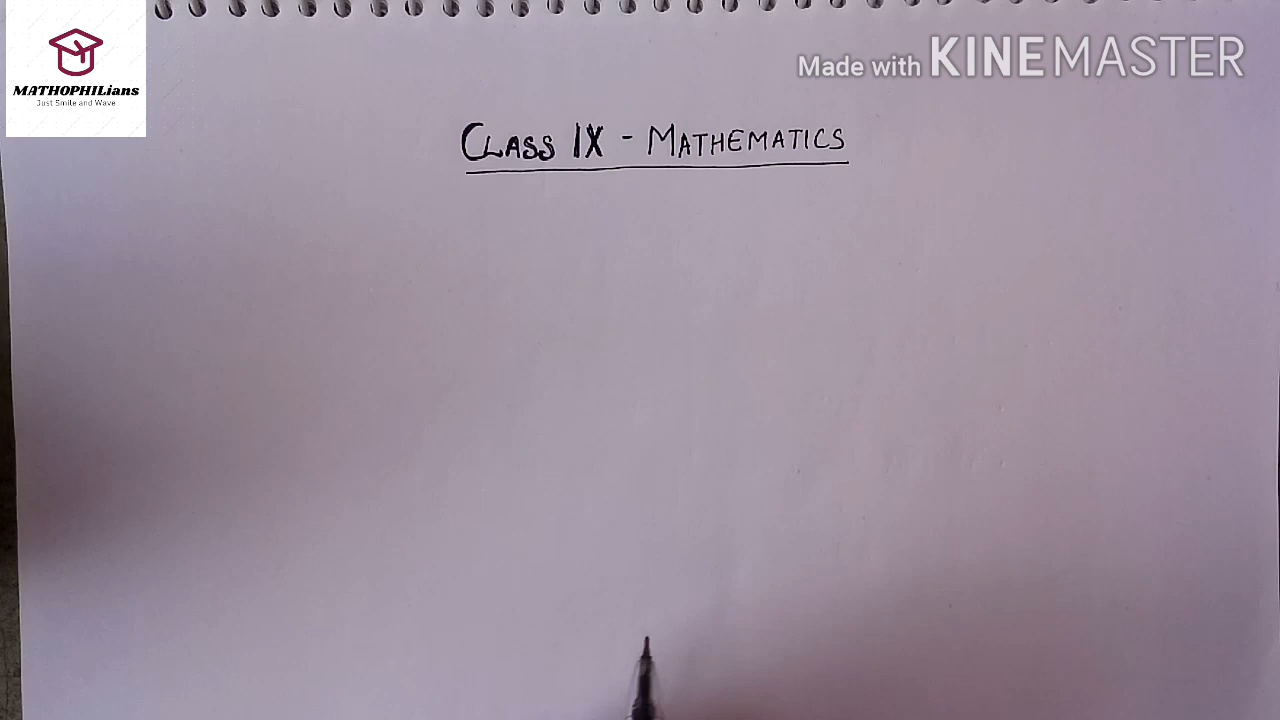 MATHOPHILians
Just Smile and Wave
Made with KINEMASTER
CLASS IX - MATHEMATICS